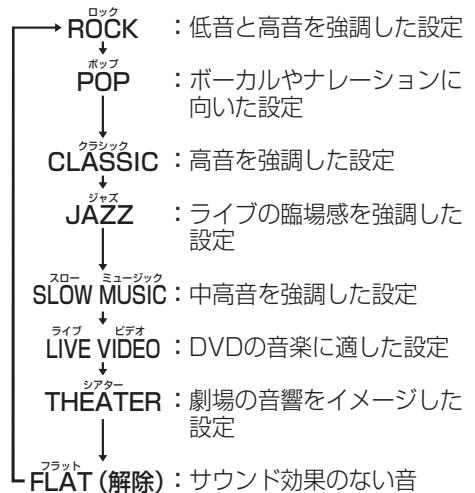 ロック
ROCK：低音と高音を強調した設定
ポップ
POP：ボーカルやナレーションに
向いた設定
クラシック
CLASSIC：高音を強調した設定
ジャズ
JAZZ：ライブの臨場感を強調した
設定
スロー ミュージック
SLOW MUSIC：中高音を強調した設定
ライブ ビデオ
LIVE VIDEO：DVDの音楽に適した設定
シアター
THEATER：劇場の音響をイメージした
設定
フラット
FLAT（解除）：サウンド効果のない音